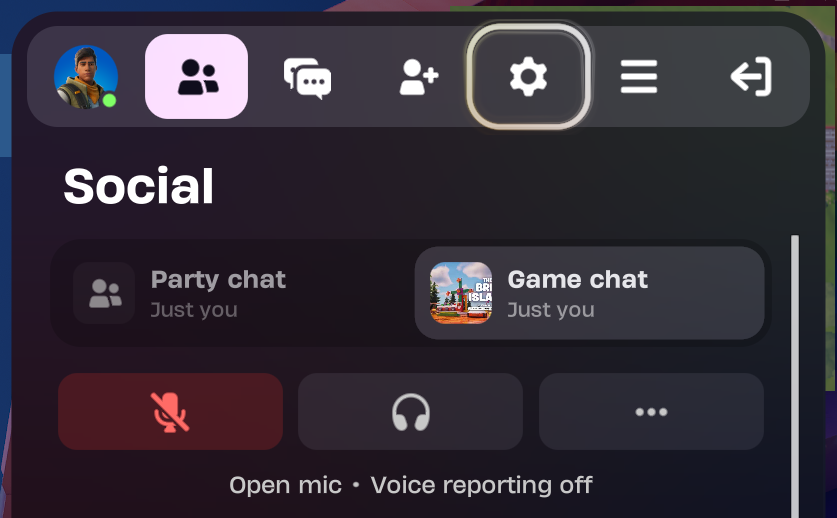 Social
Party chat
Just you
Game chat
Just you
Open mic • Voice reporting off